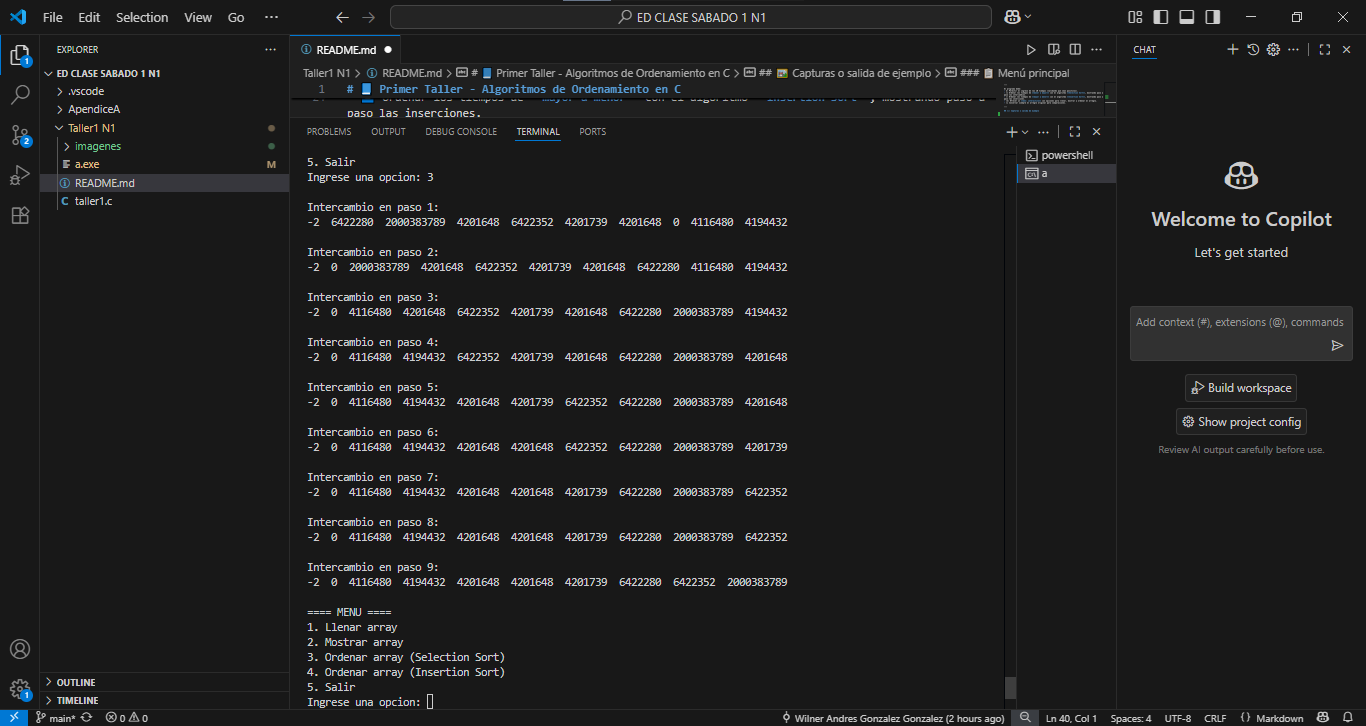 File Edit Selection View Go ··· ED CLASE SABADO 1 N1
EXPLORER ···
ED CLASE SABADO 1 N1
.vscode
ApendiceA
Taller1 N1
imagenes
a.exe M
README.md
C taller1.c
OUTLINE
TIMELINE
1
2
1
README.md
Taller1 N1 > README.md > # Primer Taller - Algoritmos de Ordenamiento en C > ## Capturas o salida de ejemplo > ### Menú principal
1 # Primer Taller - Algoritmos de Ordenamiento en C
paso las inserciones.
PROBLEMS OUTPUT DEBUG CONSOLE TERMINAL PORTS
5. Salir
Ingrese una opcion: 3
Intercambio en paso 1:
-2 6422280 2000383789 4201648 6422352 4201739 4201648 0 4116480 4194432
Intercambio en paso 2:
-2 0 2000383789 4201648 6422352 4201739 4201648 6422280 4116480 4194432
Intercambio en paso 3:
-2 0 4116480 4201648 6422352 4201739 4201648 6422280 2000383789 4194432
Intercambio en paso 4:
-2 0 4116480 4194432 6422352 4201739 4201648 6422280 2000383789 4201648
Intercambio en paso 5:
-2 0 4116480 4194432 4201648 4201739 6422352 6422280 2000383789 4201648
Intercambio en paso 6:
-2 0 4116480 4194432 4201648 4201648 6422352 6422280 2000383789 4201739
Intercambio en paso 7:
-2 0 4116480 4194432 4201648 4201648 4201739 6422280 2000383789 6422352
Intercambio en paso 8:
-2 0 4116480 4194432 4201648 4201648 4201739 6422280 2000383789 6422352
Intercambio en paso 9:
-2 0 4116480 4194432 4201648 4201648 4201739 6422280 6422352 2000383789
==== MENU ====
1. Llenar array
2. Mostrar array
3. Ordenar array (Selection Sort)
4. Ordenar array (Insertion Sort)
5. Salir
Ingrese una opcion:
powershell
a
CHAT
Welcome to Copilot
Let's get started
Add context (#), extensions (@), commands
Build workspace
Show project config
Review AI output carefully before use.
main* 0 0 Wilner Andres Gonzalez Gonzalez (2 hours ago) Ln 40, Col 1 Spaces: 4 UTF-8 CRLF {} Markdown